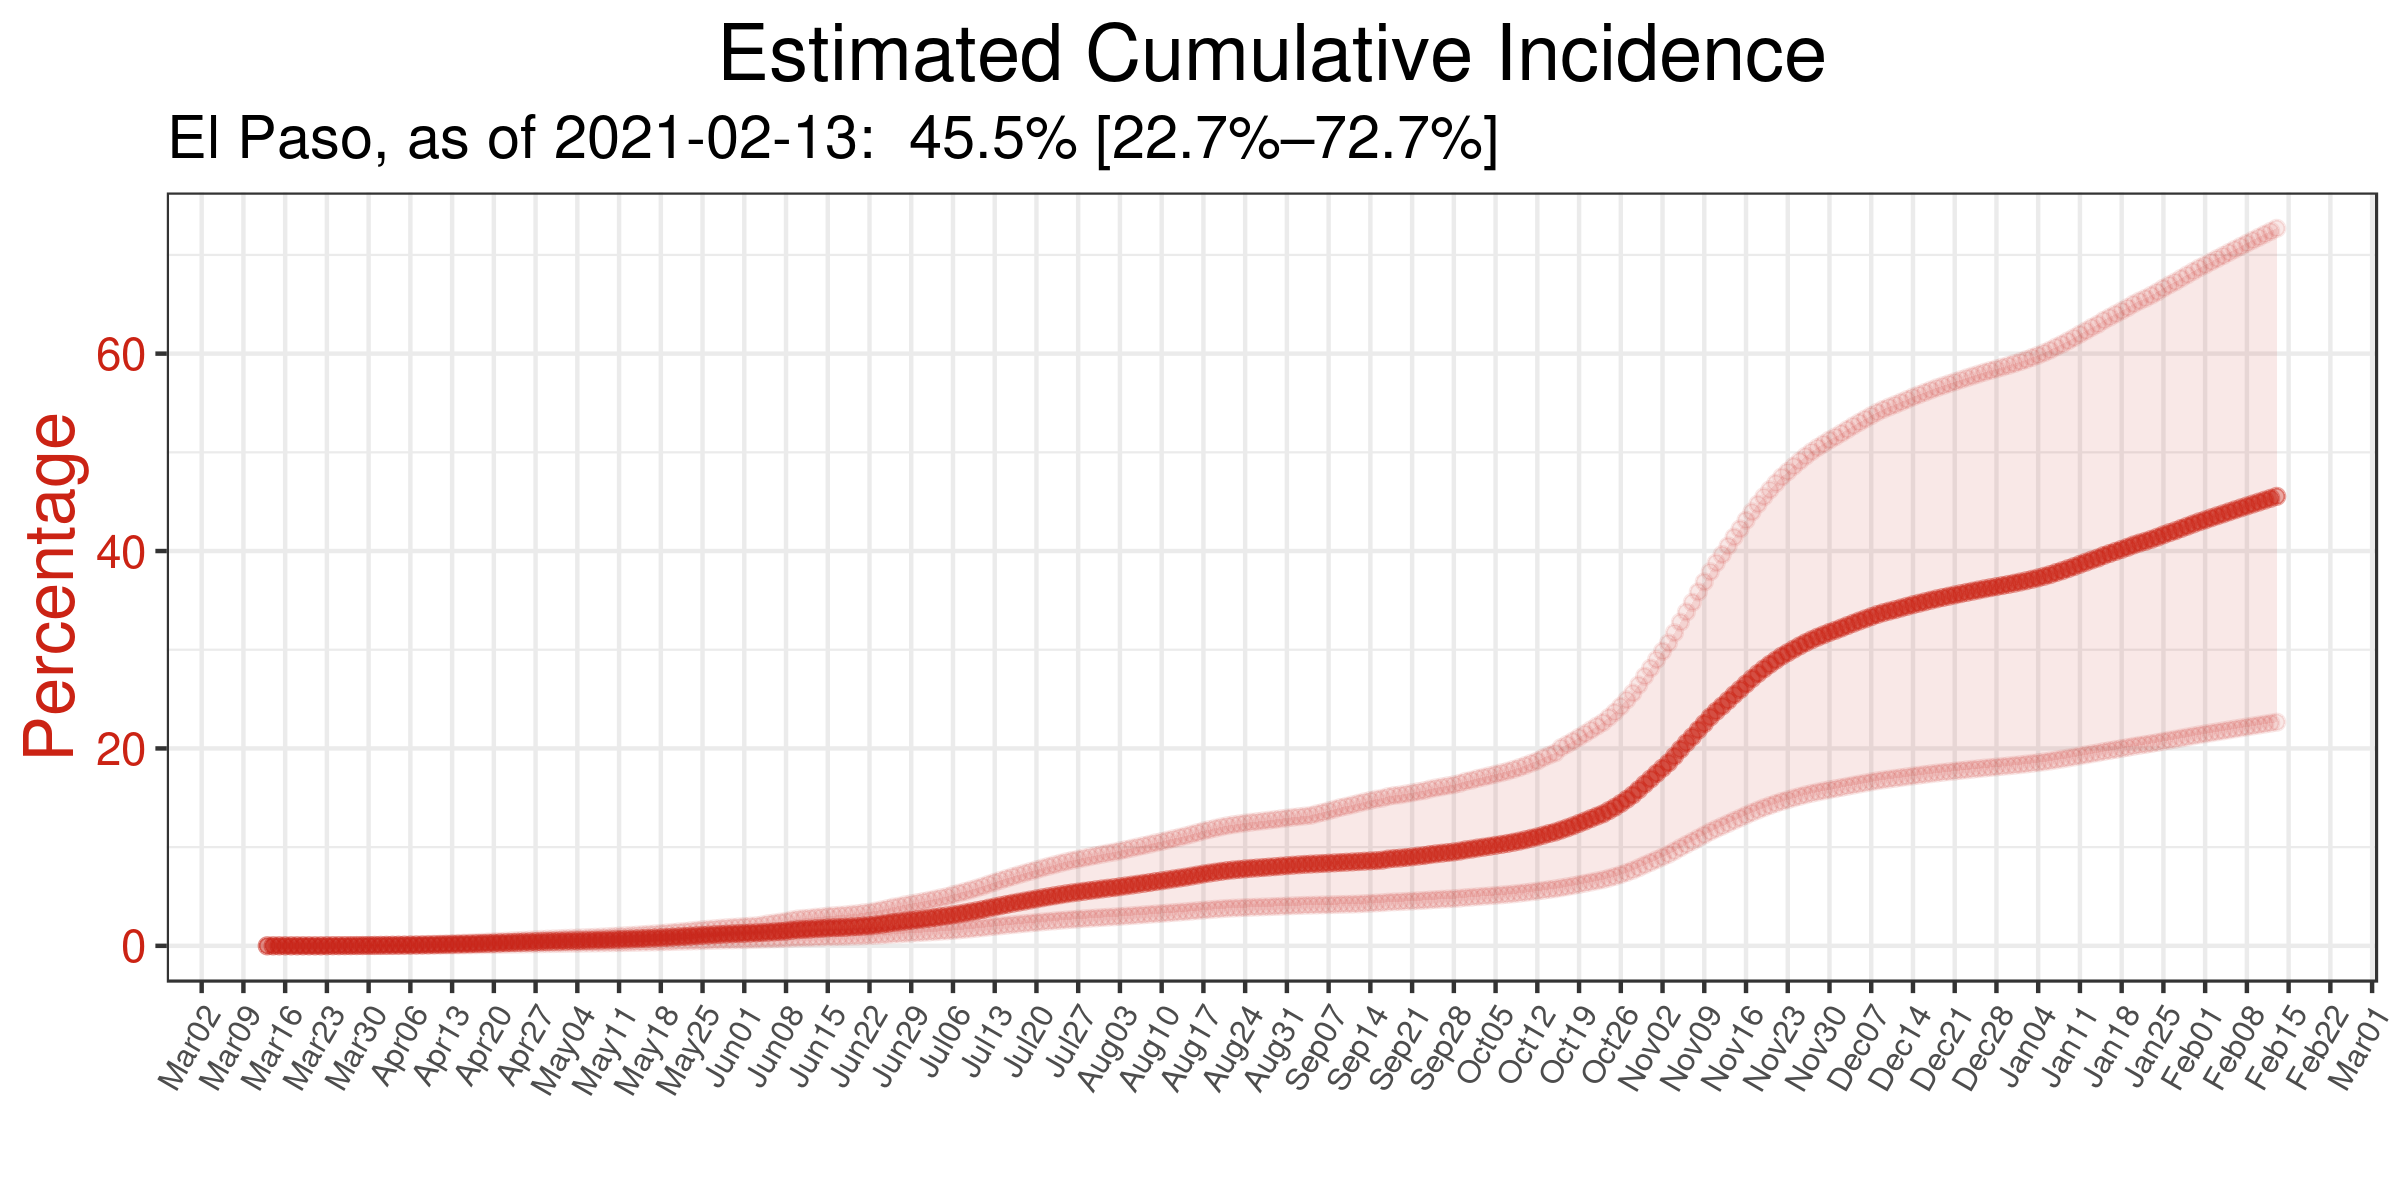 Estimated Cumulative Incidence
El Paso, as of 2021-02-13:  45.5% [22.7%–72.7%]
Percentage
60
40
20
0
Mar02
Mar09
Mar16
Mar23
Mar30
Apr06
Apr13
Apr20
Apr27
May04
May11
May18
May25
Jun01
Jun08
Jun15
Jun22
Jun29
Jul06
Jul13
Jul20
Jul27
Aug03
Aug10
Aug17
Aug24
Aug31
Sep07
Sep14
Sep21
Sep28
Oct05
Oct12
Oct19
Oct26
Nov02
Nov09
Nov16
Nov23
Nov30
Dec07
Dec14
Dec21
Dec28
Jan04
Jan11
Jan18
Jan25
Feb01
Feb08
Feb15
Feb22
Mar01